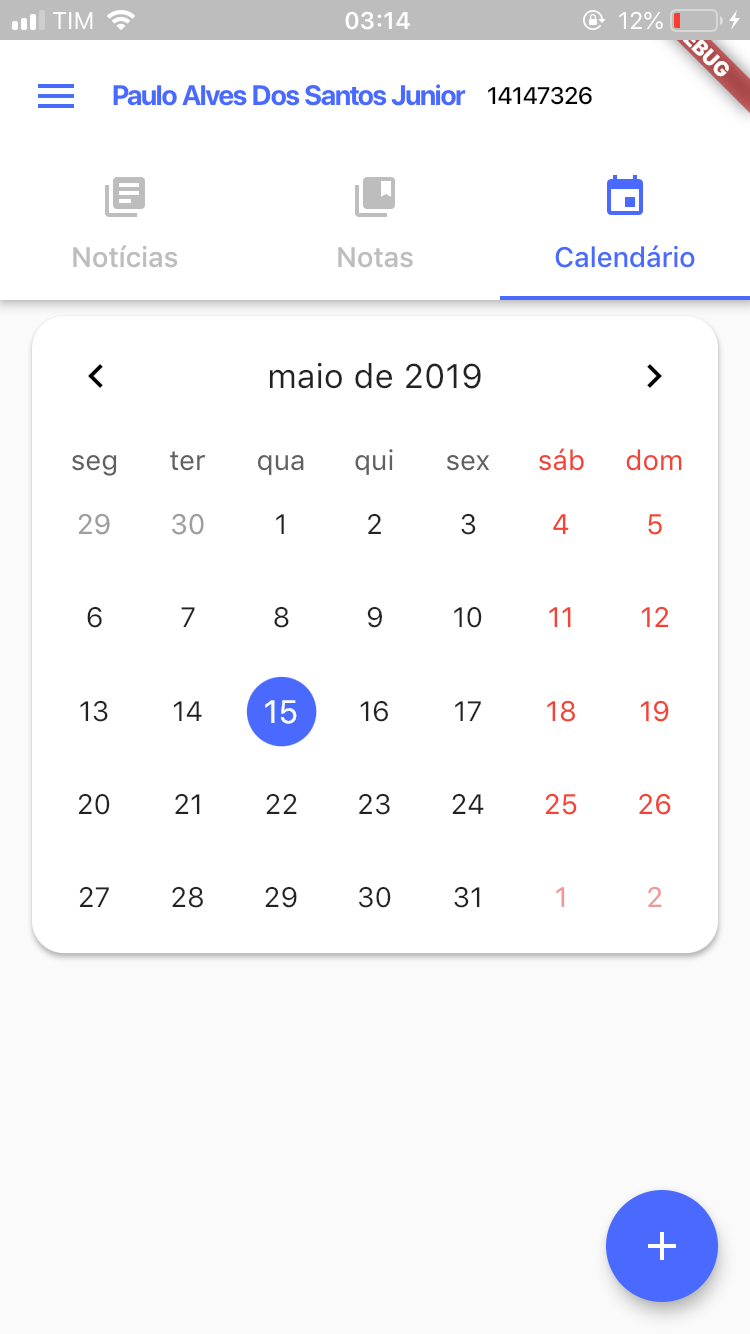 TIM 03:14 12%
EBUG
Paulo Alves Dos Santos Junior 14147326
Notícias Notas Calendário
maio de 2019
seg ter qua qui sex sáb dom
29 30 1 2 3 4 5
6 7 8 9 10 11 12
13 14 15 16 17 18 19
20 21 22 23 24 25 26
27 28 29 30 31 1 2